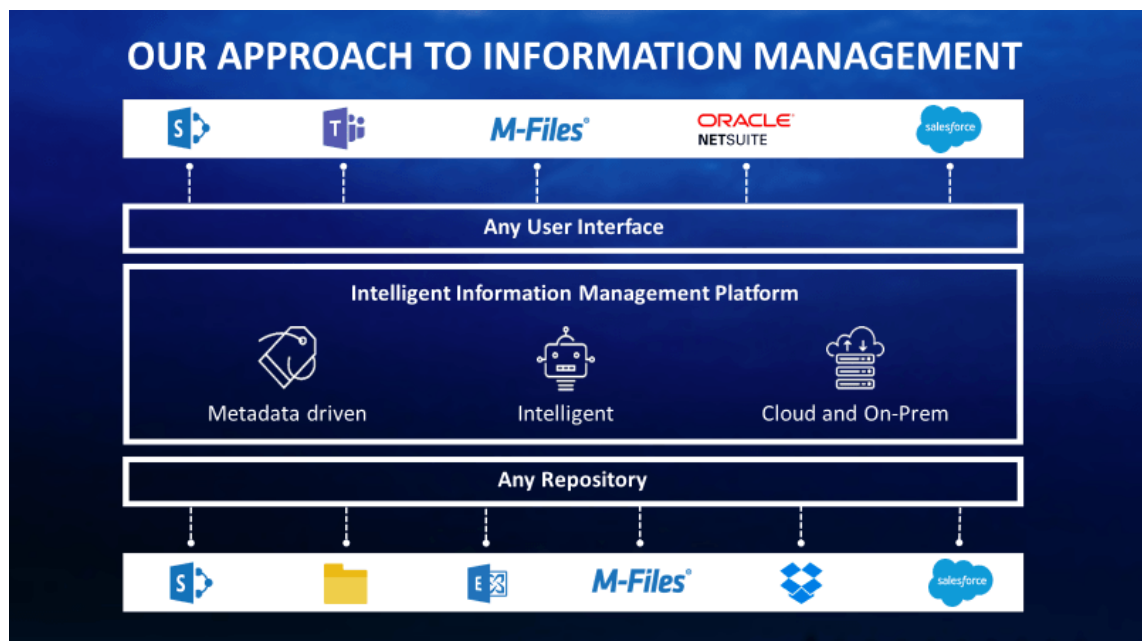 OUR APPROACH TO INFORMATION MANAGEMENT
S
T
M-Files®
ORACLE®
NETSUITE
salesforce
Any User Interface
Intelligent Information Management Platform
Metadata driven
Intelligent
Cloud and On-Prem
Any Repository
S
E
M-Files®
salesforce